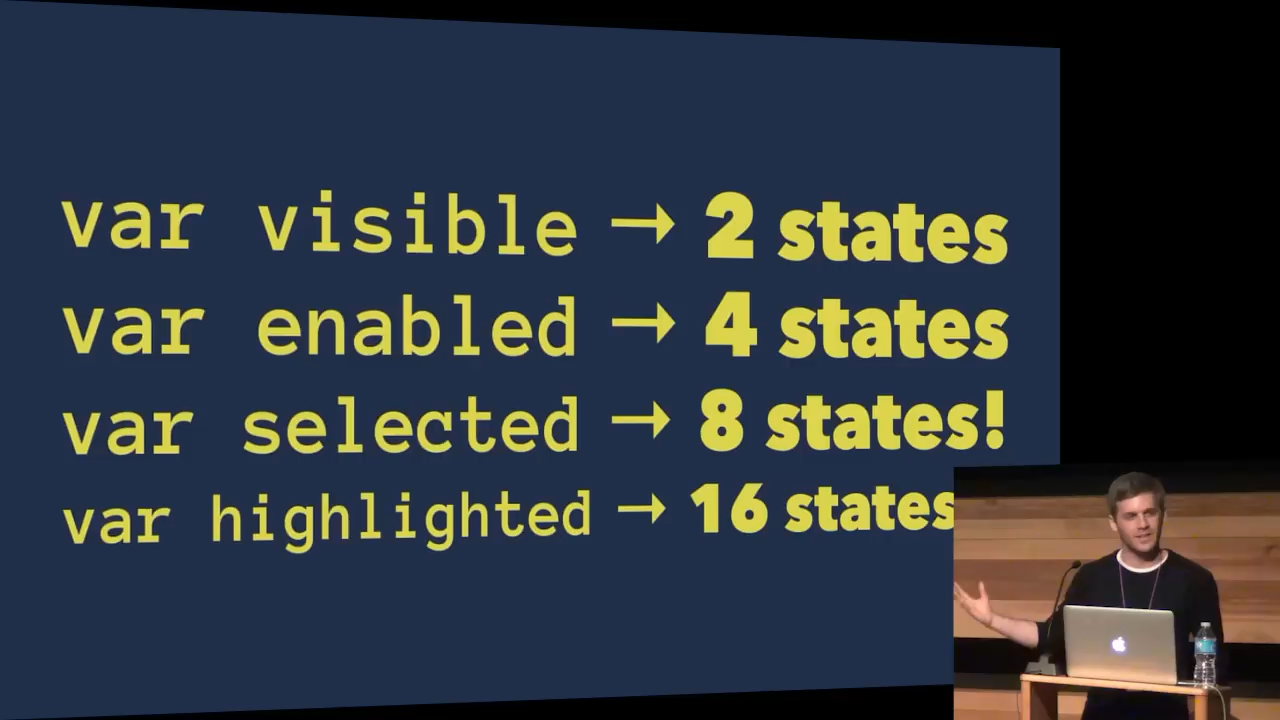 var visible → 2 states
var enabled → 4 states
var selected → 8 states!
var highlighted → 16 states